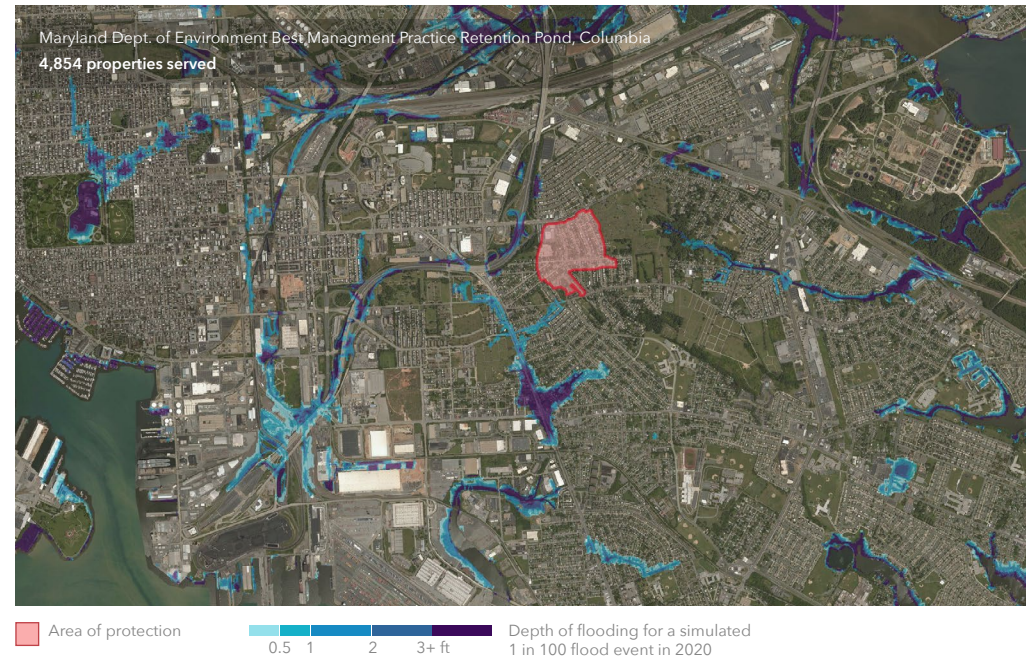 Maryland Dept. of Environment Best Managment Practice Retention Pond, Columbia
4,854 properties served
Area of protection
0.5 1 2 3+ ft
Depth of flooding for a simulated
1 in 100 flood event in 2020